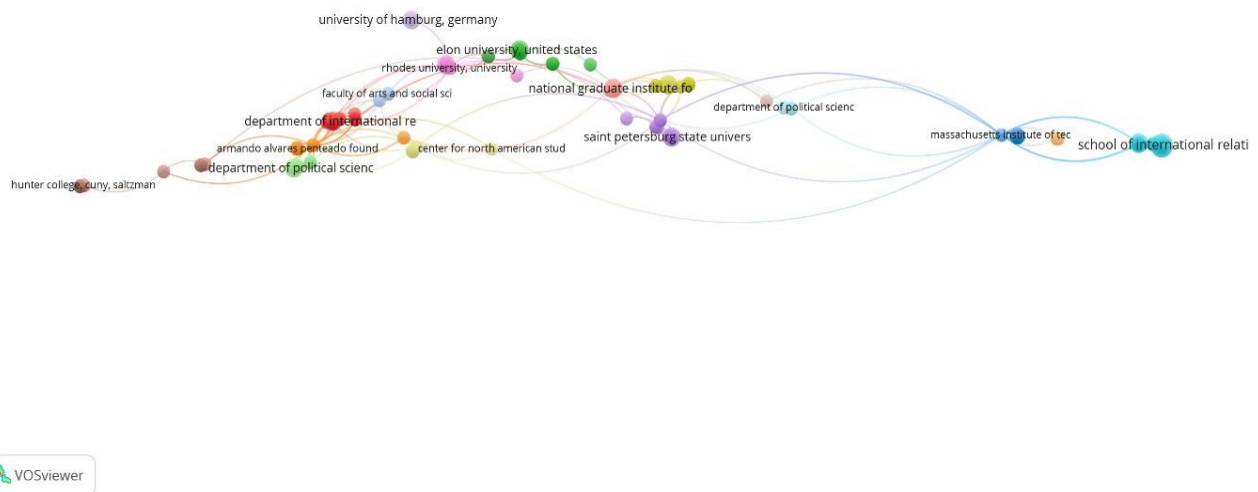 university of hamburg, germany
elon university, united states
rhodes university, university
national graduate institute fo
faculty of arts and social sci
department of political scienc
department of international re
saint petersburg state univers
massachusetts institute of tec
school of international relati
armando alvares penteado found
center for north american stud
department of political scienc
hunter college, cuny, saltzman
VOSviewer